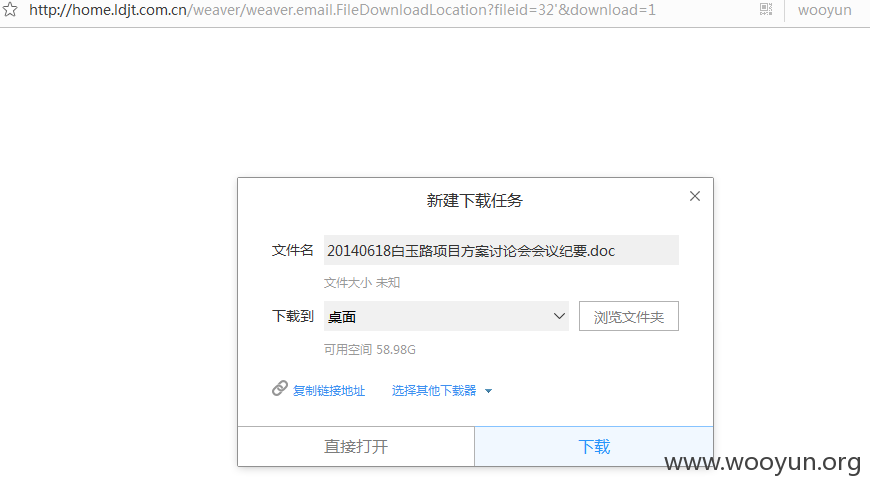 http://home.ldjt.com.cn/weaver/weaver.email.FileDownloadLocation?fileid=32'&download=1 wooyun
新建下载任务
文件名 20140618白玉路项目方案讨论会会议纪要.doc
文件大小 未知
下载到 桌面 浏览文件夹
可用空间 58.98G
复制链接地址 选择其他下载器
直接打开 下载
www.wooyun.org